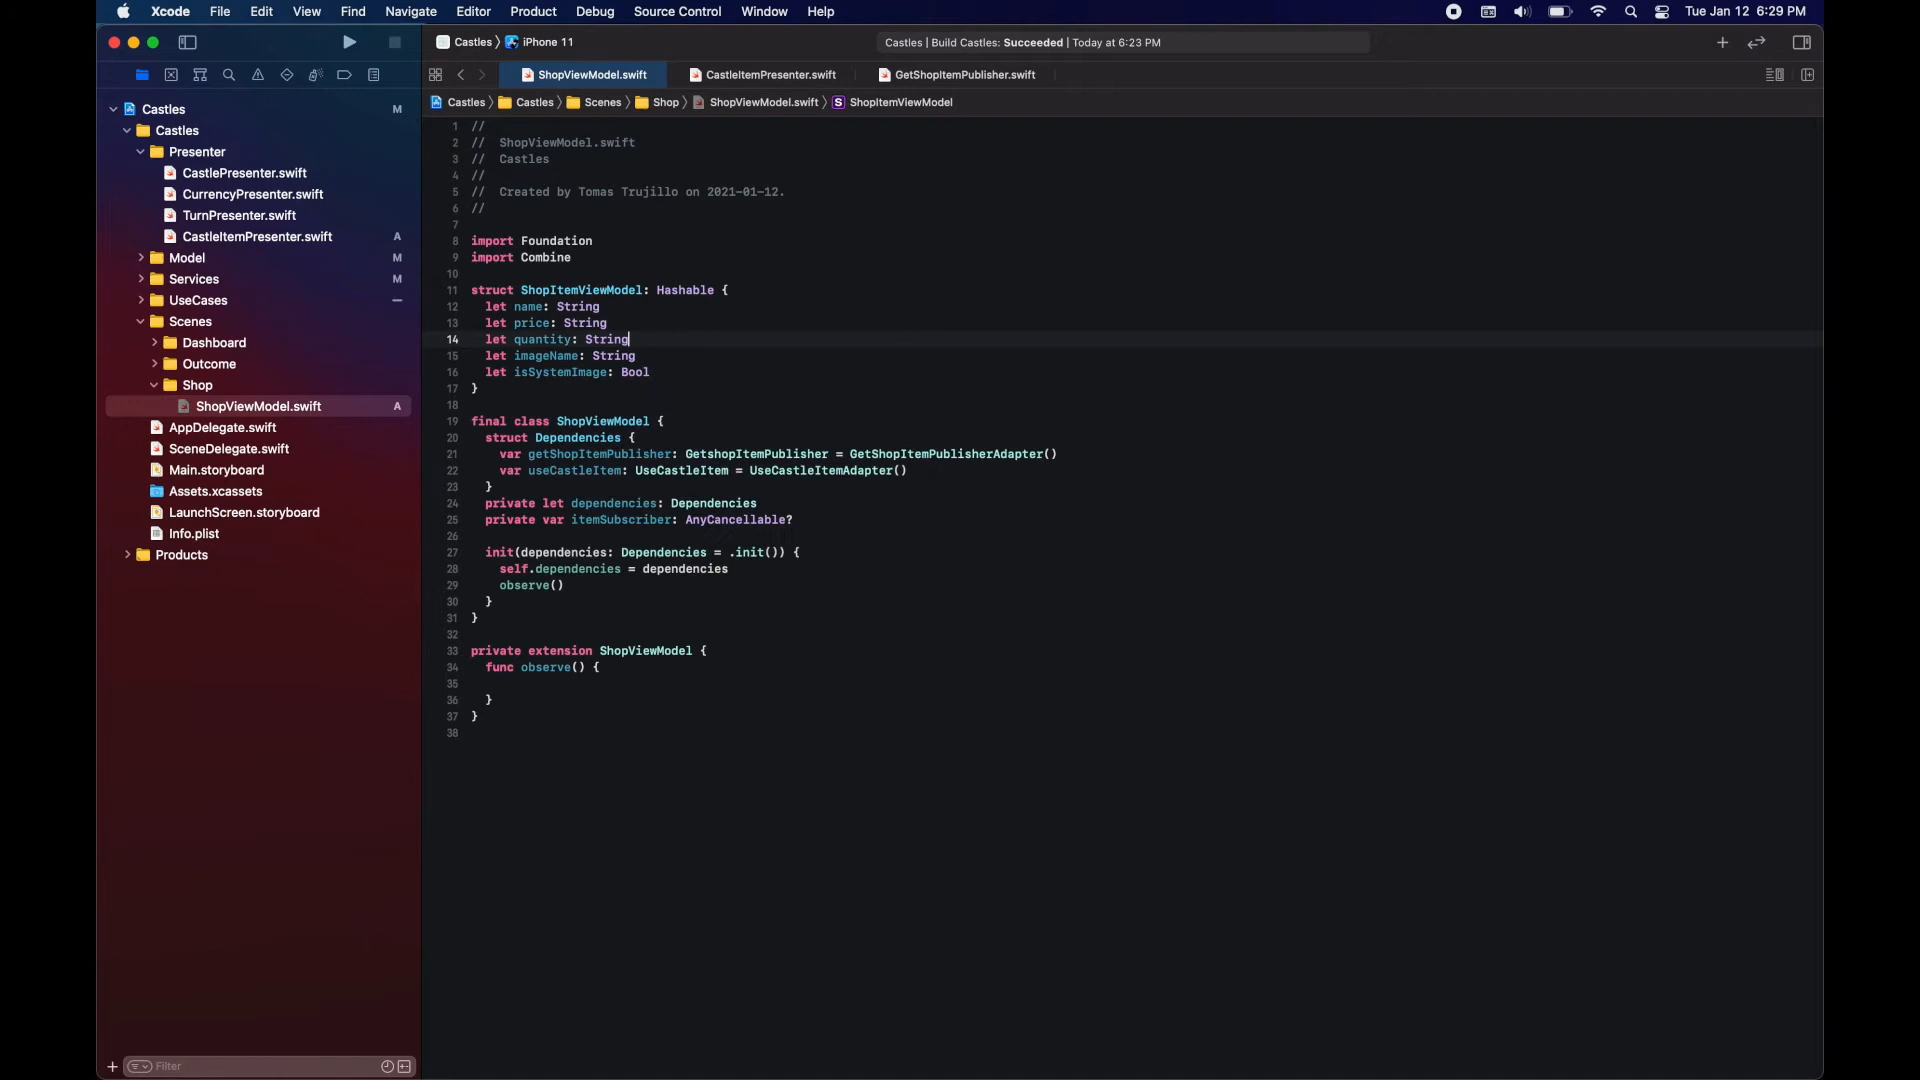 Xcode File Edit View Find Navigate Editor Product Debug Source Control Window Help Tue Jan 12 6:29 PM
Castles iPhone 11 Castles | Build Castles: Succeeded | Today at 6:23 PM
ShopViewModel.swift CastleItemPresenter.swift GetShopItemPublisher.swift
Castles Castles Scenes Shop ShopViewModel.swift S ShopItemViewModel
Castles M
Castles
Presenter
CastlePresenter.swift
CurrencyPresenter.swift
TurnPresenter.swift
CastleItemPresenter.swift A
Model M
Services M
UseCases
Scenes
Dashboard
Outcome
Shop
ShopViewModel.swift A
AppDelegate.swift
SceneDelegate.swift
Main.storyboard
Assets.xcassets
LaunchScreen.storyboard
Info.plist
Products
Filter
1 //
2 //  ShopViewModel.swift
3 //  Castles
4 //
5 //  Created by Tomas Trujillo on 2021-01-12.
6 //
7
8 import Foundation
9 import Combine
10
11 struct ShopItemViewModel: Hashable {
12   let name: String
13   let price: String
14   let quantity: String
15   let imageName: String
16   let isSystemImage: Bool
17 }
18
19 final class ShopViewModel {
20   struct Dependencies {
21     var getShopItemPublisher: GetshopItemPublisher = GetShopItemPublisherAdapter()
22     var useCastleItem: UseCastleItem = UseCastleItemAdapter()
23   }
24   private let dependencies: Dependencies
25   private var itemSubscriber: AnyCancellable?
26
27   init(dependencies: Dependencies = .init()) {
28     self.dependencies = dependencies
29     observe()
30   }
31 }
32
33 private extension ShopViewModel {
34   func observe() {
35
36   }
37 }
38